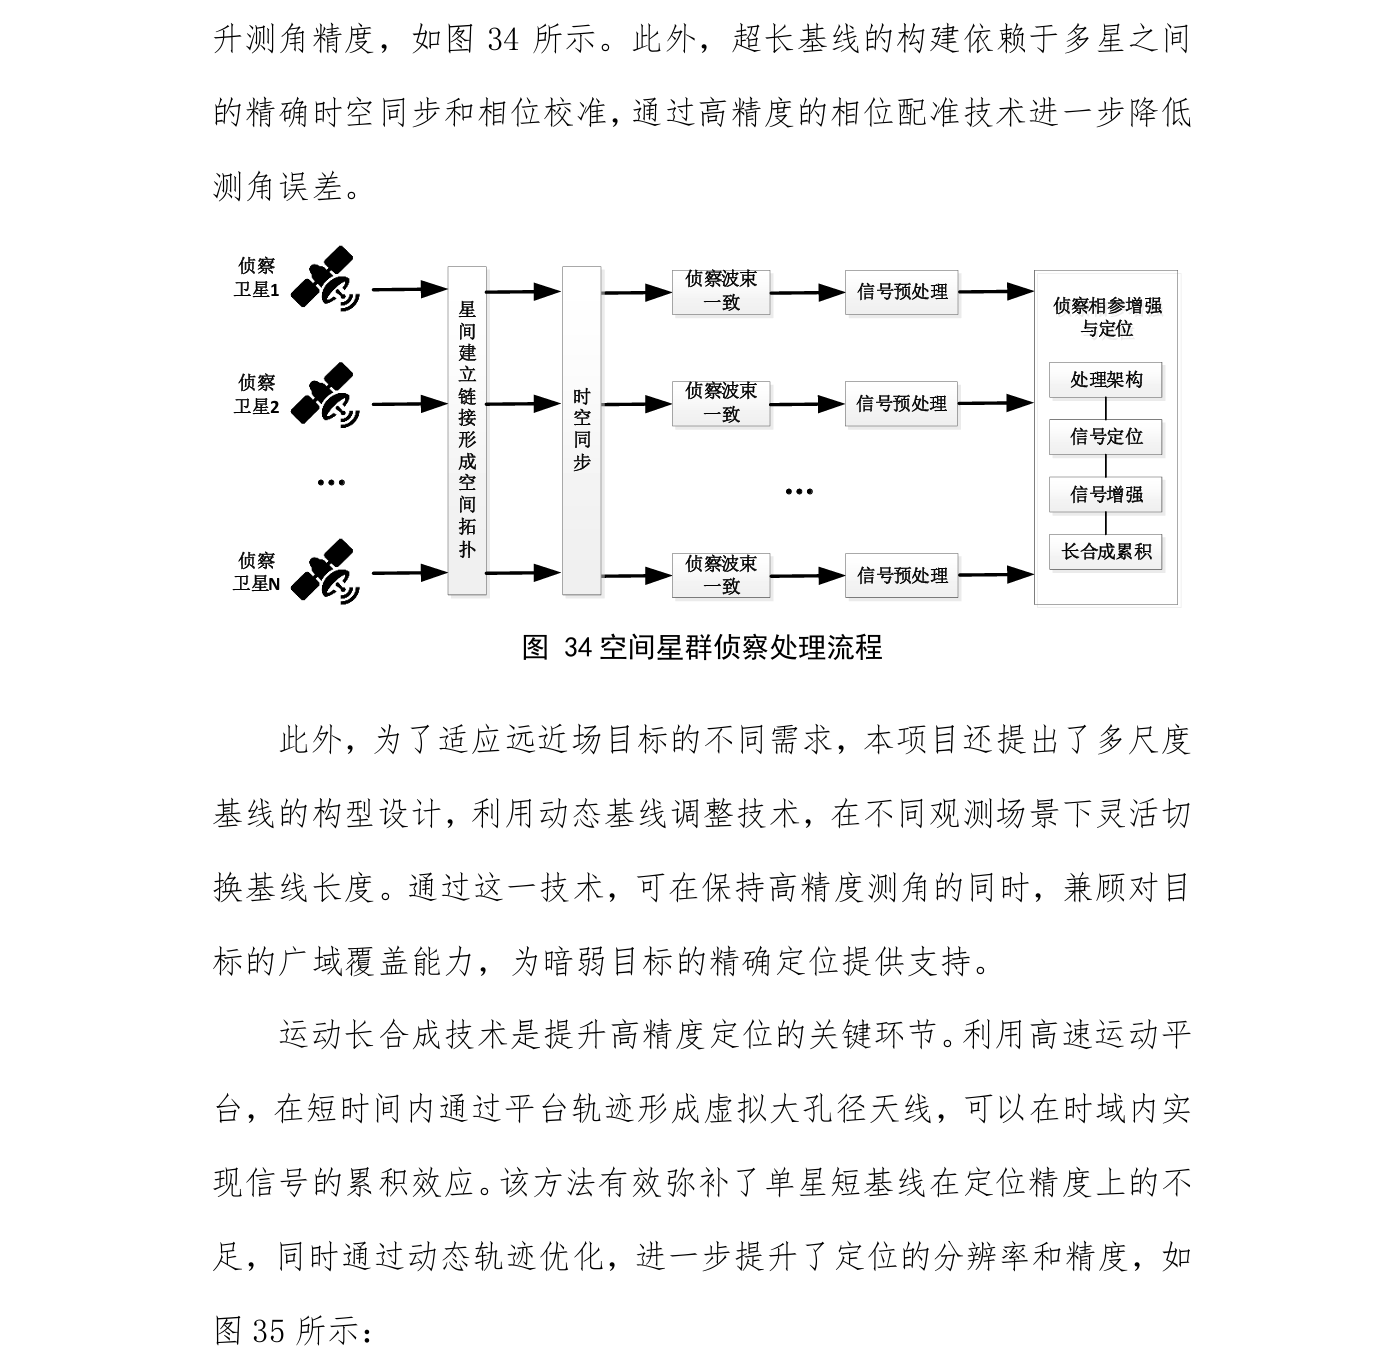 升测角精度，如图 34 所示。此外，超长基线的构建依赖于多星之间
的精确时空同步和相位校准，通过高精度的相位配准技术进一步降低
测角误差。
侦察
卫星1
星间建立链接形成空间拓扑
时空同步
侦察波束
一致
信号预处理
侦察相参增强
与定位
侦察
卫星2
侦察波束
一致
信号预处理
处理架构
信号定位
信号增强
长合成累积
...
...
侦察
卫星N
侦察波束
一致
信号预处理
图 34 空间星群侦察处理流程
此外，为了适应远近场目标的不同需求，本项目还提出了多尺度
基线的构型设计，利用动态基线调整技术，在不同观测场景下灵活切
换基线长度。通过这一技术，可在保持高精度测角的同时，兼顾对目
标的广域覆盖能力，为暗弱目标的精确定位提供支持。
运动长合成技术是提升高精度定位的关键环节。利用高速运动平
台，在短时间内通过平台轨迹形成虚拟大孔径天线，可以在时域内实
现信号的累积效应。该方法有效弥补了单星短基线在定位精度上的不
足，同时通过动态轨迹优化，进一步提升了定位的分辨率和精度，如
图 35 所示：